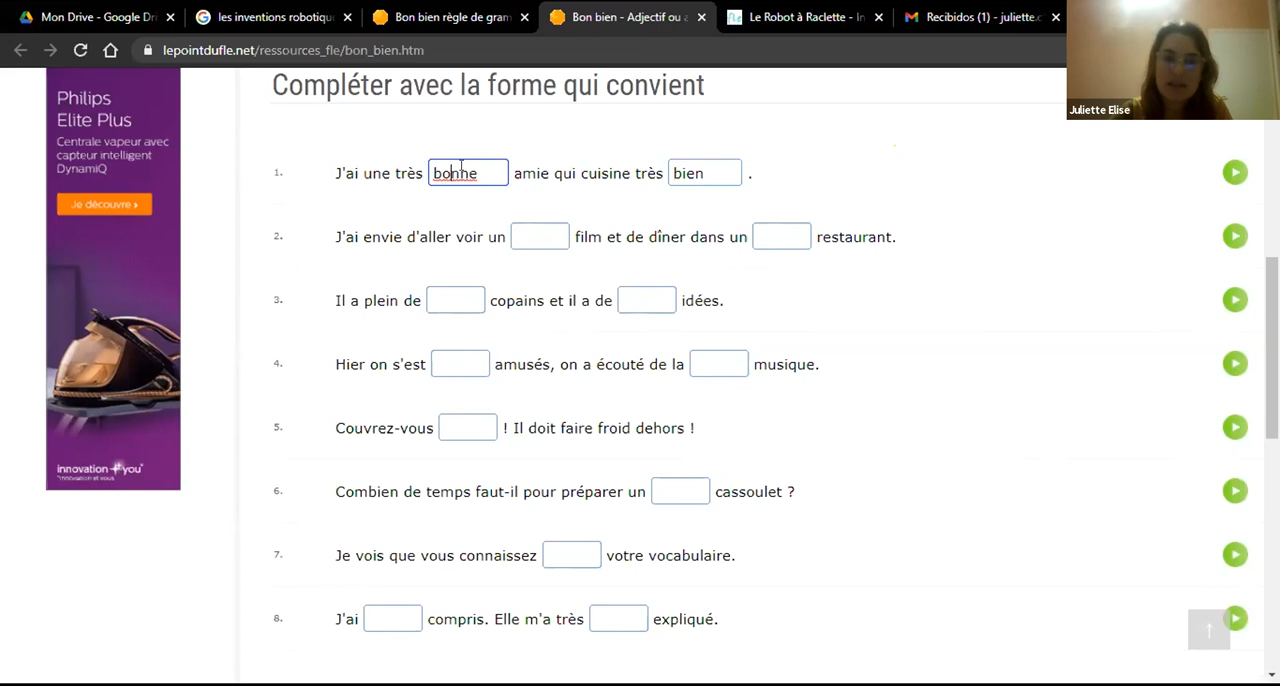 Mon Drive - Google Dri
les inventions robotiqu
Bon bien règle de gram
Bon bien - Adjectif ou a
Le Robot à Raclette - In
Recibidos (1) - juliette.c
lepointdufle.net/ressources_fle/bon_bien.htm
Juliette Elise
Philips
Elite Plus
Centrale vapeur avec
capteur intelligent
DynamiQ
Je découvre ›
innovation+you
Compléter avec la forme qui convient
1. J'ai une très bonne amie qui cuisine très bien .
2. J'ai envie d'aller voir un film et de dîner dans un restaurant.
3. Il a plein de copains et il a de idées.
4. Hier on s'est amusés, on a écouté de la musique.
5. Couvrez-vous ! Il doit faire froid dehors !
6. Combien de temps faut-il pour préparer un cassoulet ?
7. Je vois que vous connaissez votre vocabulaire.
8. J'ai compris. Elle m'a très expliqué.